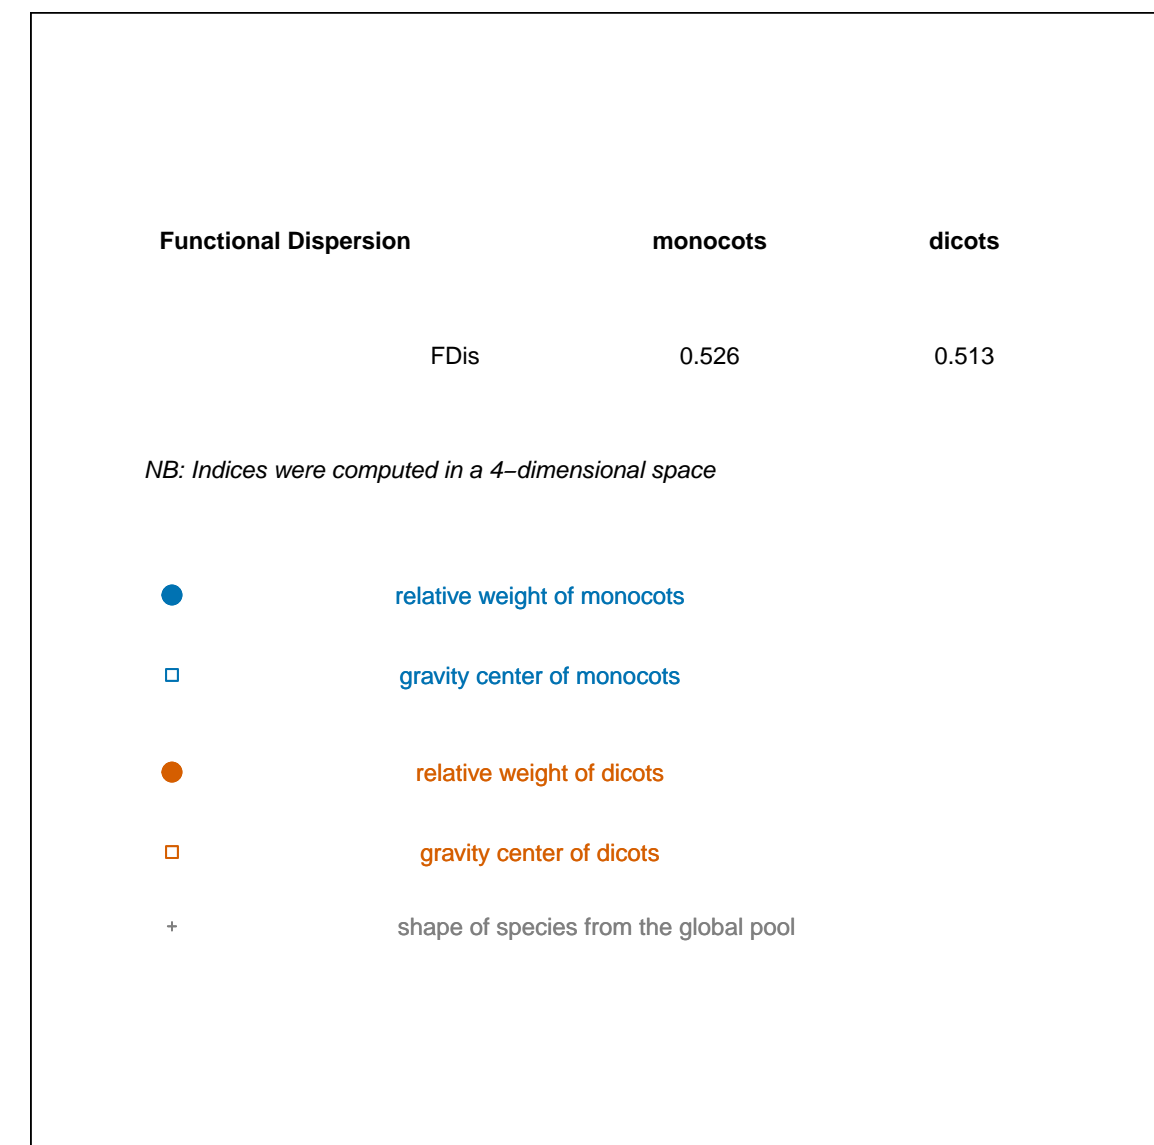 Functional Dispersion monocots dicots
FDis 0.526 0.513
NB: Indices were computed in a 4−dimensional space
relative weight of monocots
gravity center of monocots
relative weight of dicots
gravity center of dicots
shape of species from the global pool